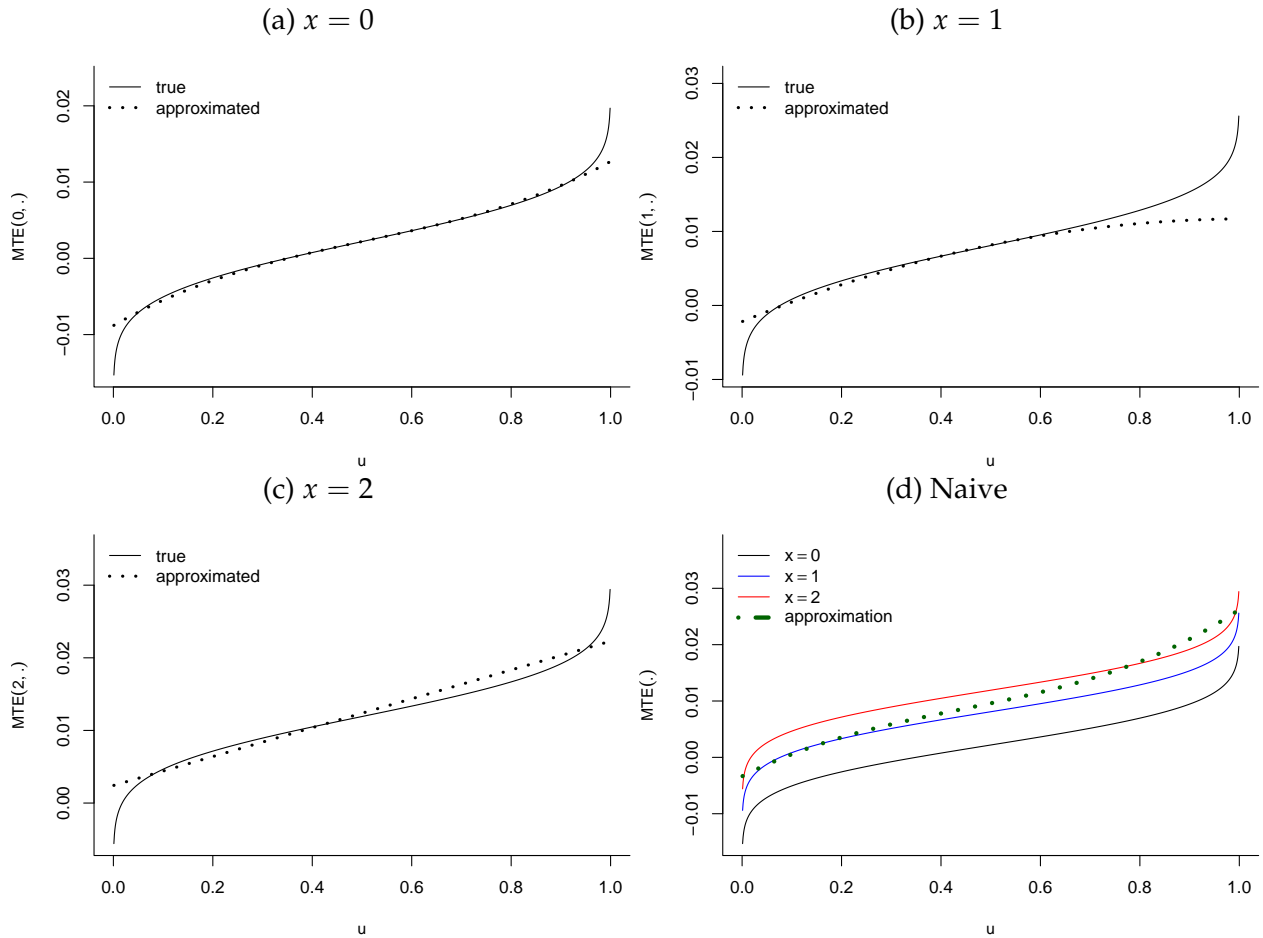 (a) x = 0
true
approximated
MTE(0, .)
0.02
0.01
0.00
−0.01
0.0 0.2 0.4 0.6 0.8 1.0
u
(b) x = 1
true
approximated
MTE(1, .)
0.03
0.02
0.01
0.00
−0.01
0.0 0.2 0.4 0.6 0.8 1.0
u
(c) x = 2
true
approximated
MTE(2, .)
0.03
0.02
0.01
0.00
0.0 0.2 0.4 0.6 0.8 1.0
u
(d) Naive
x = 0
x = 1
x = 2
approximation
MTE(.)
0.03
0.02
0.01
0.00
−0.01
0.0 0.2 0.4 0.6 0.8 1.0
u